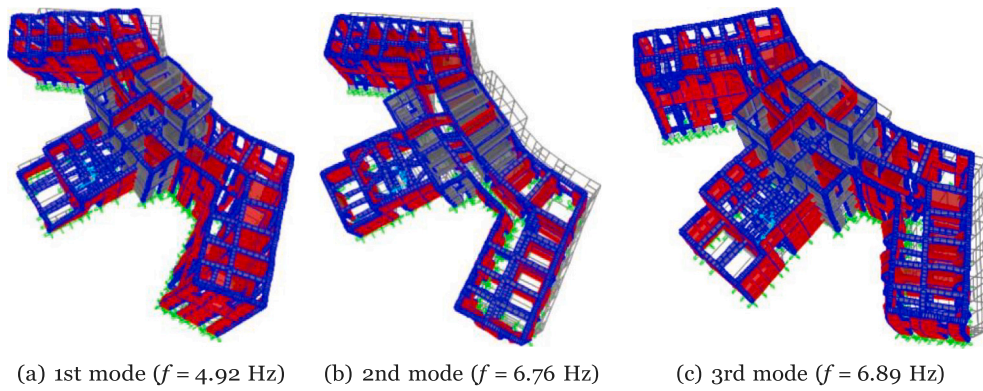 (a) 1st mode (f = 4.92 Hz) (b) 2nd mode (f = 6.76 Hz) (c) 3rd mode (f = 6.89 Hz)